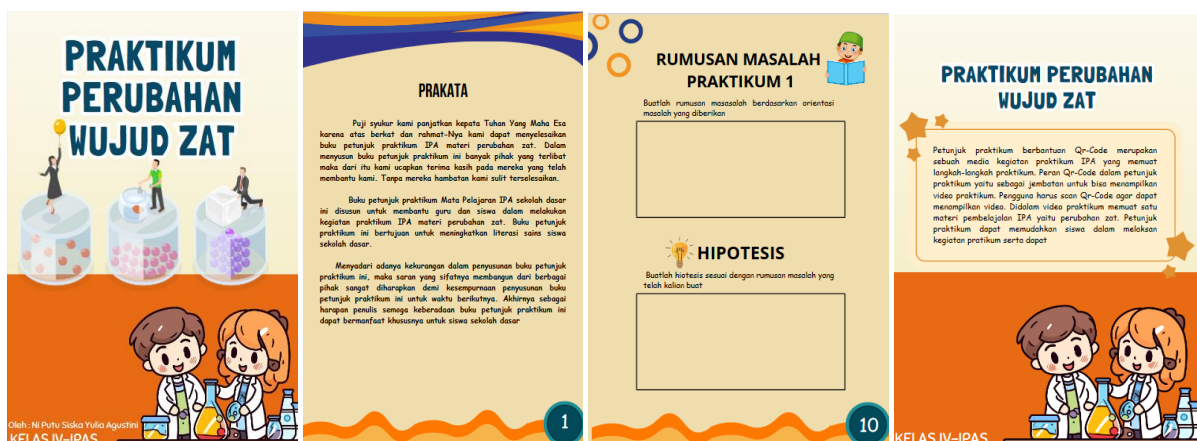 PRAKTIKUM
PERUBAHAN
WUJUD ZAT
Oleh : Ni Putu Siska Yulia Agustini
KELAS IV-IPAS
PRAKATA
Puji syukur kami panjatkan kepata Tuhan Yang Maha Esa
karena atas berkat dan rahmat-Nya kami dapat menyelesaikan
buku petunjuk praktikum IPA materi perubahan zat. Dalam
menyusun buku petunjuk praktikum ini banyak pihak yang terlibat
maka dari itu kami ucapkan terima kasih pada mereka yang telah
membantu kami. Tanpa mereka hambatan kami sulit terselesaikan.
Buku petunjuk praktikum Mata Pelajaran IPA sekolah dasar
ini disusun untuk membantu guru dan siswa dalam melakukan
kegiatan praktikum IPA materi perubahan zat. Buku petunjuk
praktikum ini bertujuan untuk meningkatkan literasi sains siswa
sekolah dasar.
Menyadari adanya kekurangan dalam penyusunan buku petunjuk
praktikum ini, maka saran yang sifatnya membangun dari berbagai
pihak sangat diharapkan demi kesempurnaan penyusunan buku
petunjuk praktikum ini untuk waktu berikutnya. Akhirnya sebagai
harapan penulis semoga keberadaan buku petunjuk praktikum ini
dapat bermanfaat khususnya untuk siswa sekolah dasar
1
RUMUSAN MASALAH
PRAKTIKUM 1
Buatlah rumusan masasalah berdasarkan orientasi
masalah yang diberikan
HIPOTESIS
Buatlah hiotesis sesuai dengan rumusan masalah yang
telah kalian buat
10
PRAKTIKUM PERUBAHAN
WUJUD ZAT
Petunjuk praktikum berbantuan Qr-Code merupakan
sebuah media kegiatan praktikum IPA yang memuat
langkah-langkah praktikum. Peran Qr-Code dalam petunjuk
praktikum yaitu sebagai jembatan untuk bisa menampilkan
video praktikum. Pengguna harus scan Qr-Code agar dapat
menampilkan video. Didalam video praktikum memuat satu
materi pembelajalan IPA yaitu perubahan zat. Petunjuk
praktikum dapat memudahkan siswa dalam melaksan
kegiatan pratikum serta dapat
KELAS IV-IPAS